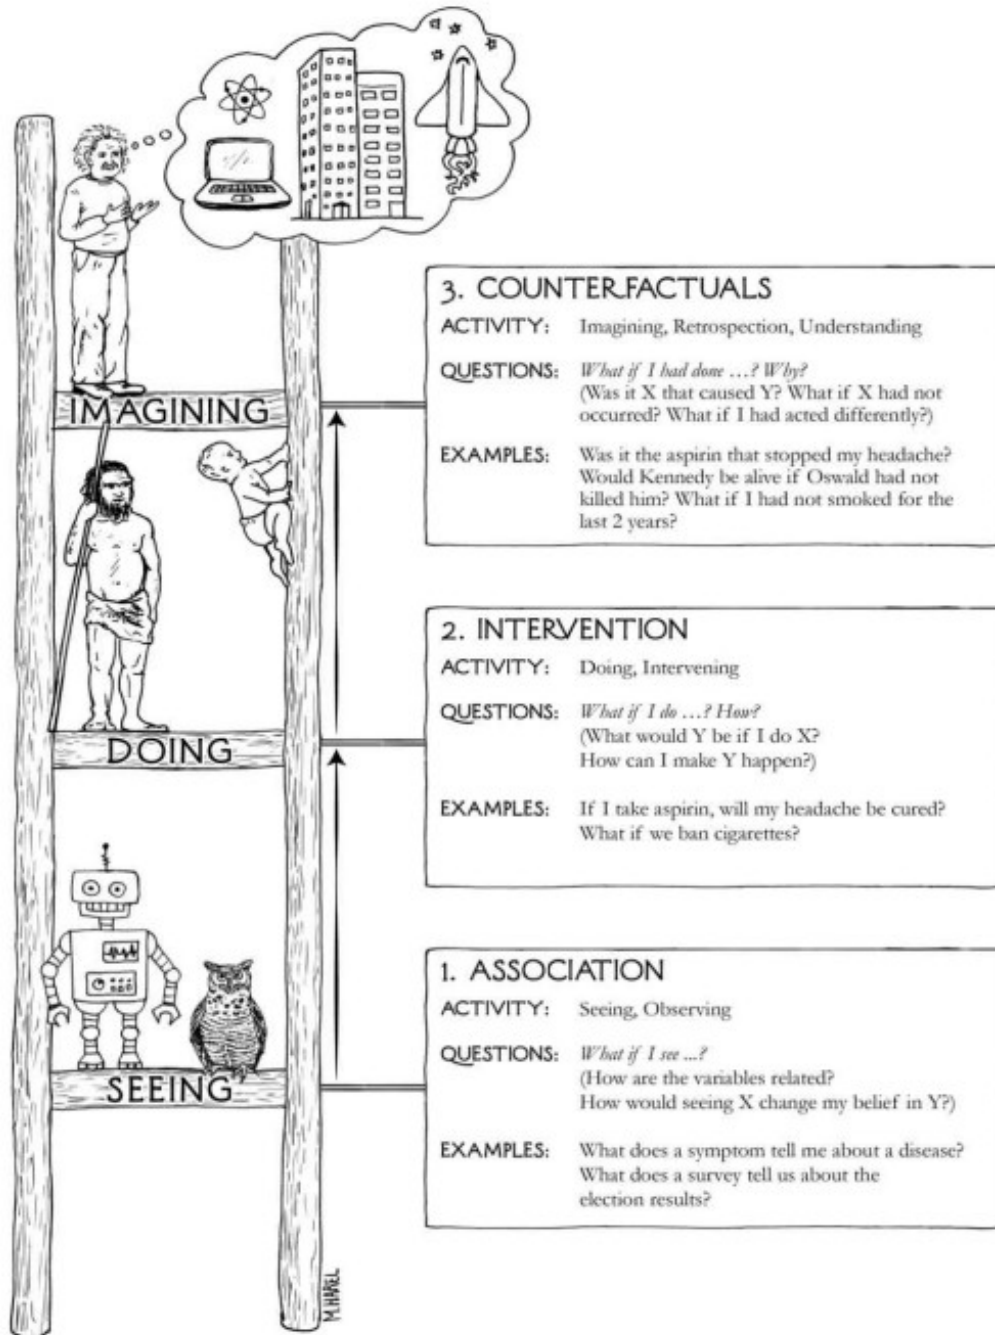 3. COUNTERFACTUALS
ACTIVITY: Imagining, Retrospection, Understanding
QUESTIONS: What if I had done …? Why?
(Was it X that caused Y? What if X had not
occurred? What if I had acted differently?)
EXAMPLES: Was it the aspirin that stopped my headache?
Would Kennedy be alive if Oswald had not
killed him? What if I had not smoked for the
last 2 years?
IMAGINING
2. INTERVENTION
ACTIVITY: Doing, Intervening
QUESTIONS: What if I do …? How?
(What would Y be if I do X?
How can I make Y happen?)
EXAMPLES: If I take aspirin, will my headache be cured?
What if we ban cigarettes?
DOING
1. ASSOCIATION
ACTIVITY: Seeing, Observing
QUESTIONS: What if I see ...?
(How are the variables related?
How would seeing X change my belief in Y?)
EXAMPLES: What does a symptom tell me about a disease?
What does a survey tell us about the
election results?
SEEING
M.HAREL